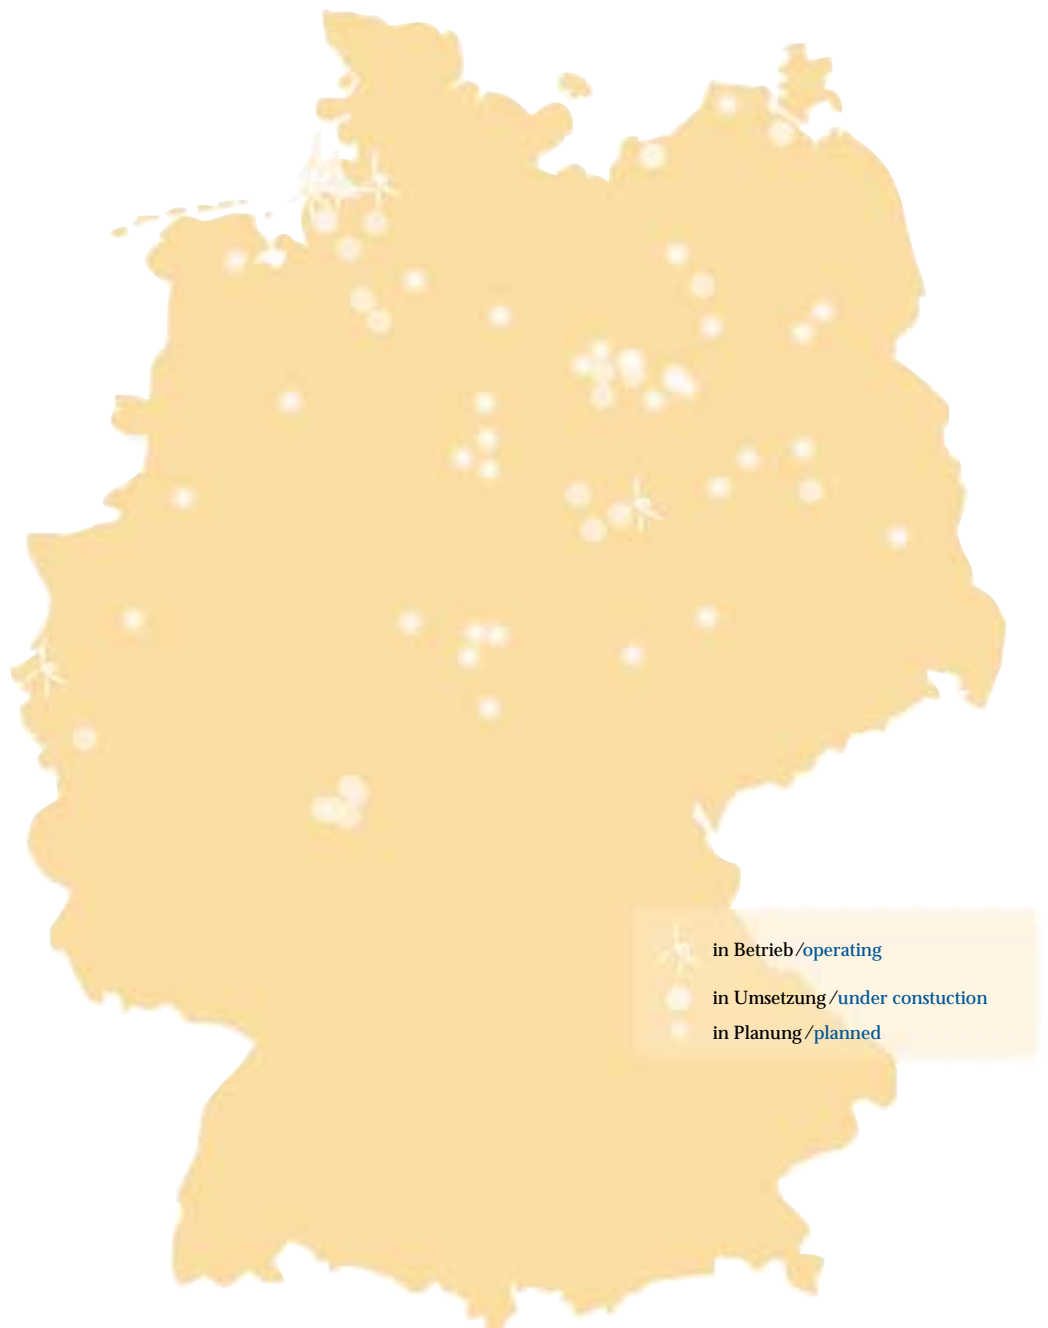 in Betrieb/operating
in Umsetzung/under constuction
in Planung/planned